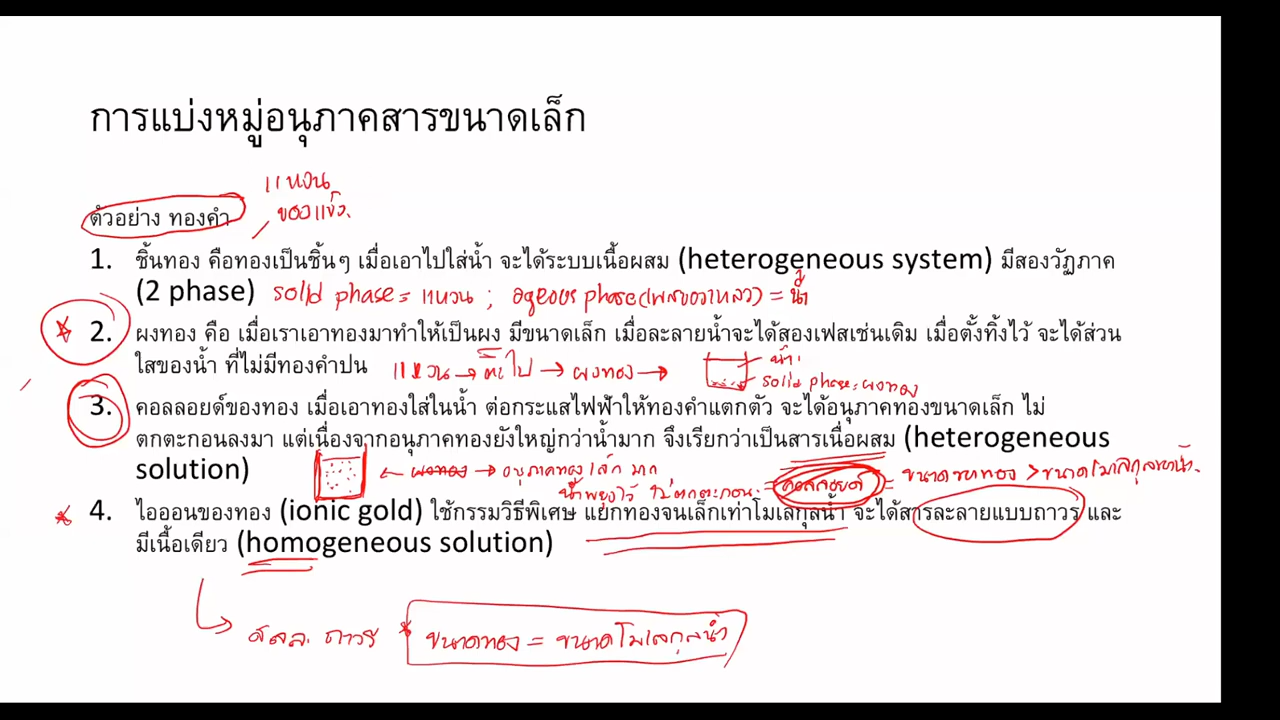 การแบ่งหมู่อนุภาคสารขนาดเล็ก
แหวน
ตัวอย่าง ทองคำ
ของแข็ง.
1. ชิ้นทอง คือทองเป็นชิ้นๆ เมื่อเอาไปใส่น้ำ จะได้ระบบเนื้อผสม (heterogeneous system) มีสองวัฏภาค
(2 phase) solid phase = แหวน ; ageous phase (เฟสของเหลว) = น้ำ
2. ผงทอง คือ เมื่อเราเอาทองมาทำให้เป็นผง มีขนาดเล็ก เมื่อละลายน้ำจะได้สองเฟสเช่นเดิม เมื่อตั้งทิ้งไว้ จะได้ส่วน
ใสของน้ำ ที่ไม่มีทองคำปน แหวน → → ผงทอง → น้ำ
solid phase = ผงทอง
3. คอลลอยด์ของทอง เมื่อเอาทองใส่ในน้ำ ต่อกระแสไฟฟ้าให้ทองคำแตกตัว จะได้อนุภาคทองขนาดเล็ก ไม่
ตกตะกอนลงมา แต่เนื่องจากอนุภาคทองยังใหญ่กว่าน้ำมาก จึงเรียกว่าเป็นสารเนื้อผสม (heterogeneous
solution) ← ผงทอง → อนุภาคทองเล็ก มาก
น้ำพยุงไว้ ไม่ตกตะกอน = คอลลอยด์ = ขนาดของทอง > ขนาดโมเลกุลของน้ำ
4. ไอออนของทอง (ionic gold) ใช้กรรมวิธีพิเศษ แยกทองจนเล็กเท่าโมเลกุลน้ำ จะได้สารละลายแบบถาวร และ
มีเนื้อเดียว (homogeneous solution)
ถาวร * ขนาดทอง = ขนาดโมเลกุลน้ำ